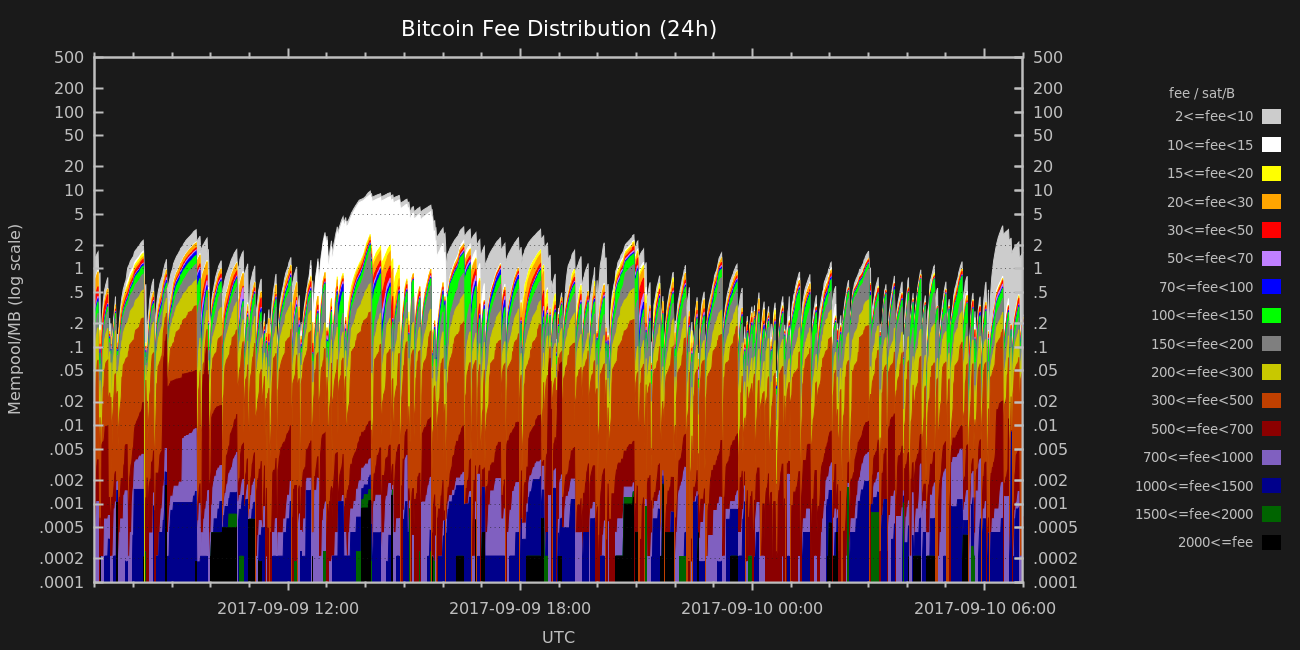 Bitcoin Fee Distribution (24h)
500 500
200 200
100 100
50 50
20 20
10 10
5 5
2 2
1 1
.5 .5
.2 .2
.1 .1
.05 .05
.02 .02
.01 .01
.005 .005
.002 .002
.001 .001
.0005 .0005
.0002 .0002
.0001 .0001
Mempool/MB (log scale)
2017-09-09 12:00 2017-09-09 18:00 2017-09-10 00:00 2017-09-10 06:00
UTC
fee / sat/B
2<=fee<10
10<=fee<15
15<=fee<20
20<=fee<30
30<=fee<50
50<=fee<70
70<=fee<100
100<=fee<150
150<=fee<200
200<=fee<300
300<=fee<500
500<=fee<700
700<=fee<1000
1000<=fee<1500
1500<=fee<2000
2000<=fee